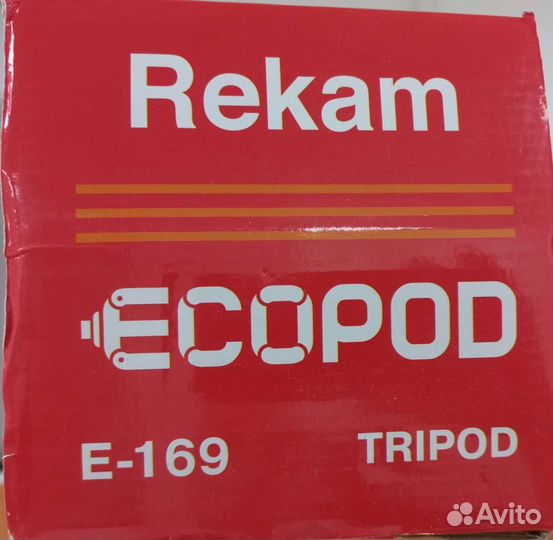 Rekam
ECOPOD
E-169 TRIPOD
Avito